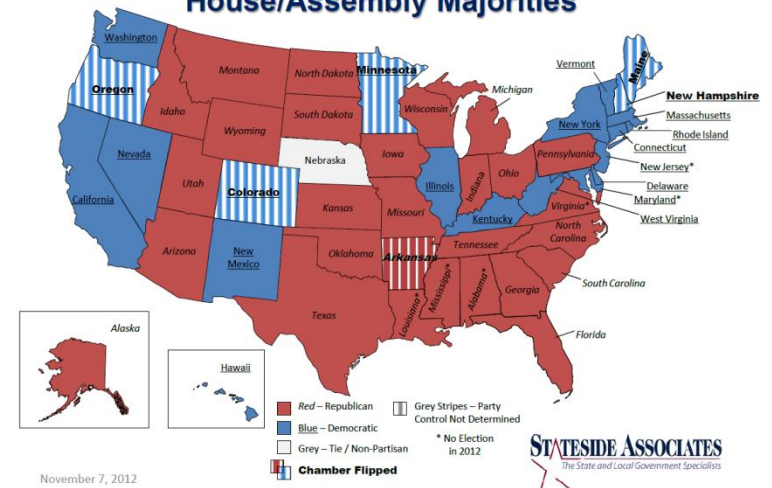 House/Assembly Majorities
Washington
Oregon
Montana
Idaho
North Dakota
Minnesota
South Dakota
Wisconsin
Michigan
Vermont
Maine
New Hampshire
Massachusetts
Rhode Island
Connecticut
New York
New Jersey*
Delaware
Maryland*
West Virginia
Pennsylvania
Wyoming
Nebraska
Iowa
Nevada
Utah
Colorado
California
Illinois
Indiana
Ohio
Kansas
Missouri
Kentucky
Virginia*
North
Carolina
Tennessee
Arizona
New
Mexico
Oklahoma
Arkansas
South Carolina
Texas
Louisiana*
Mississippi*
Alabama*
Georgia
Florida
Alaska
Hawaii
Red – Republican
Blue – Democratic
Grey – Tie / Non-Partisan
Chamber Flipped
Grey Stripes – Party
Control Not Determined
* No Election
in 2012
STATESIDE ASSOCIATES
The State and Local Government Specialists
November 7, 2012